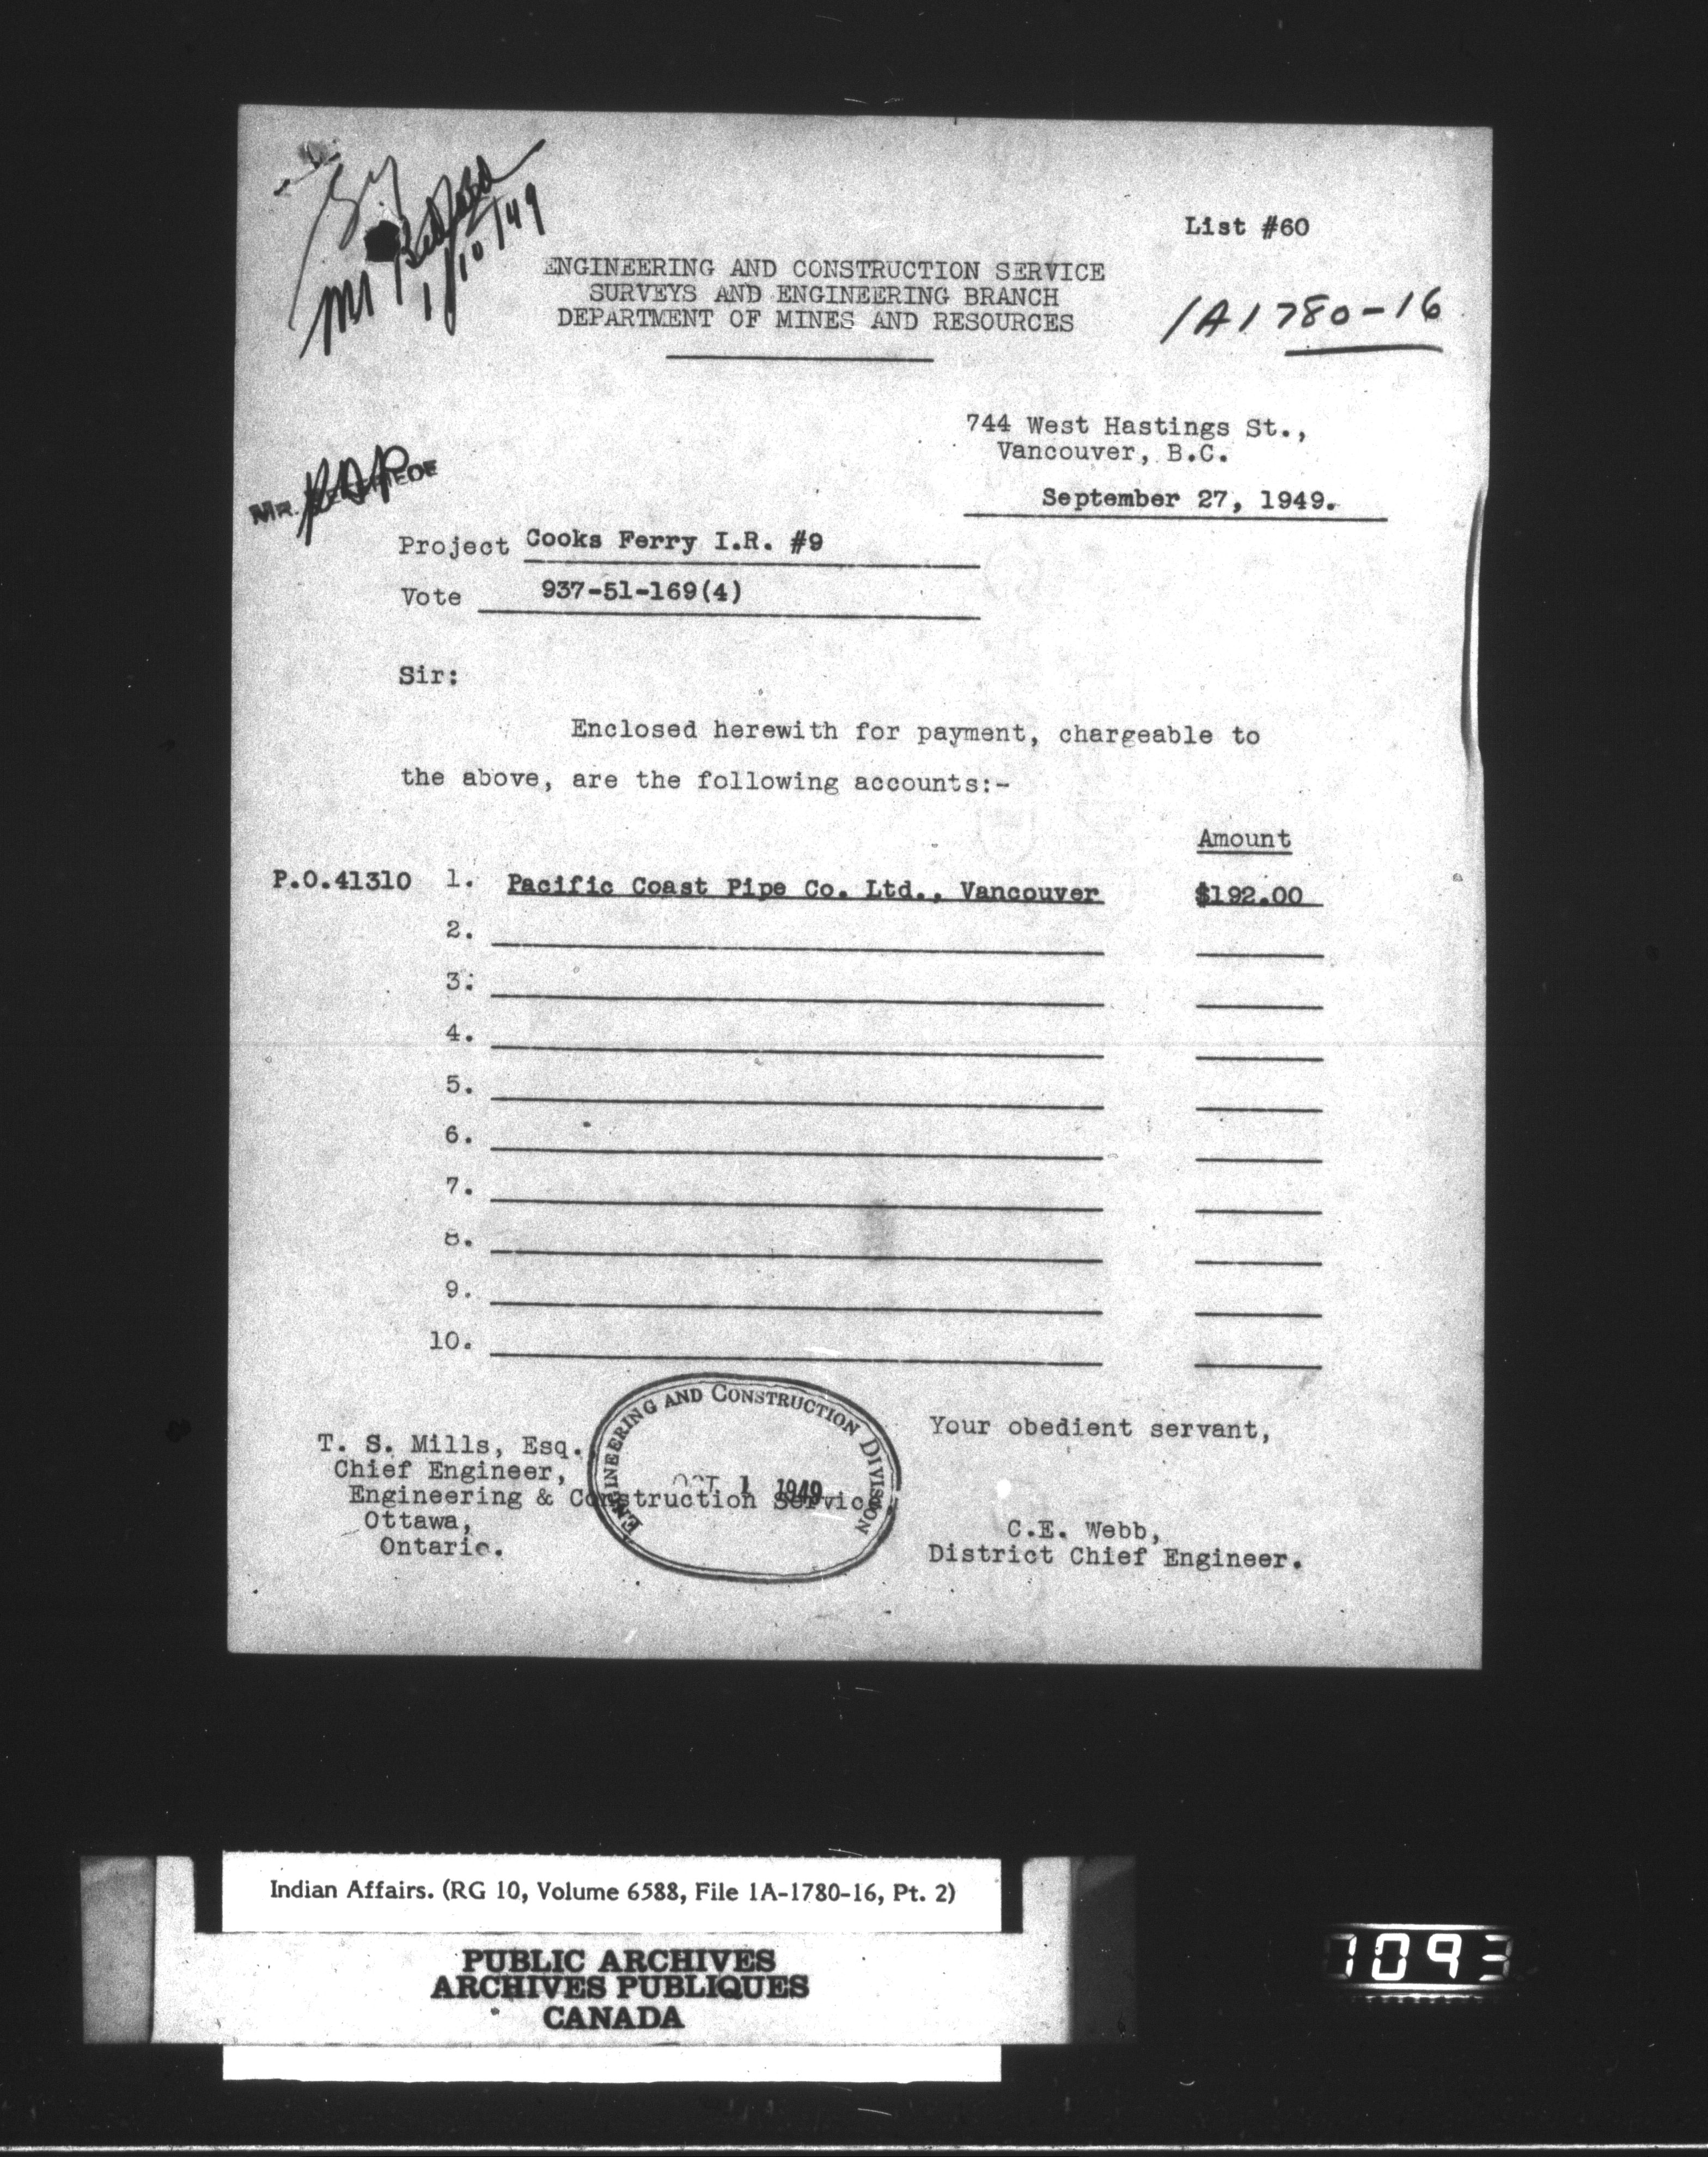 List #60
1/10/49
ENGINEERING AND CONSTRUCTION SERVICE
SURVEYS AND ENGINEERING BRANCH
DEPARTMENT OF MINES AND RESOURCES
1A1780-16
744 West Hastings St.,
Vancouver, B.C.
September 27, 1949.
MR.
Project Cooks Ferry I.R. #9
Vote 937-51-169(4)
Sir:
Enclosed herewith for payment, chargeable to
the above, are the following accounts:-
Amount
P.O.41310 1. Pacific Coast Pipe Co. Ltd., Vancouver $192.00
2.
3.
4.
5.
6.
7.
8.
9.
10.
ENGINEERING AND CONSTRUCTION DIVISION
OCT 1 1949
Your obedient servant,
T. S. Mills, Esq.
Chief Engineer,
Engineering & Construction Service
Ottawa,
Ontario.
C.E. Webb,
District Chief Engineer.
Indian Affairs. (RG 10, Volume 6588, File 1A-1780-16, Pt. 2)
PUBLIC ARCHIVES
ARCHIVES PUBLIQUES
CANADA
1093